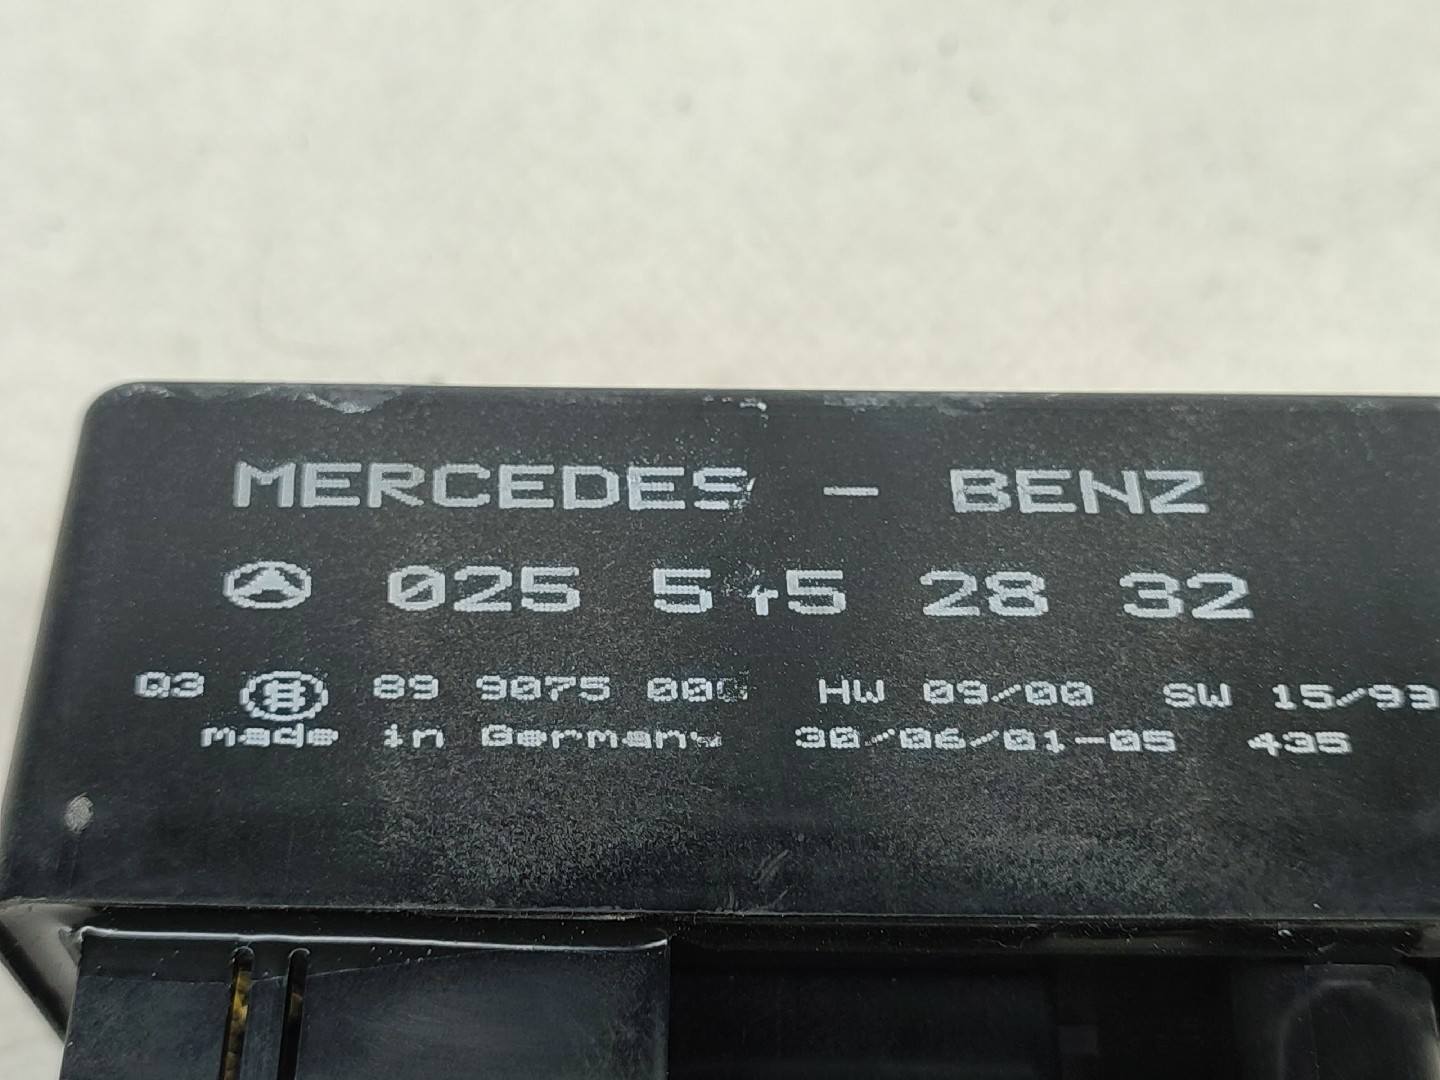 MERCEDES - BENZ
025 545 28 32
Q3 89 9075 000 HW 09/00 SW 15/93
made in Germany 30/06/01-05 435